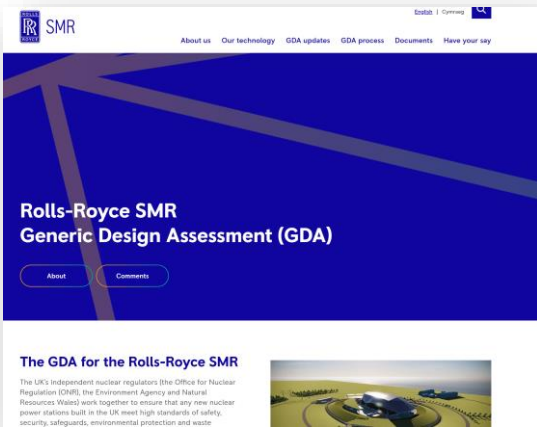 English | Cymraeg
ROLLS
RR
ROYCE
SMR
About us Our technology GDA updates GDA process Documents Have your say
Rolls-Royce SMR
Generic Design Assessment (GDA)
About Comments
The GDA for the Rolls-Royce SMR
The UK's independent nuclear regulators (the Office for Nuclear
Regulation (ONR), the Environment Agency and Natural
Resources Wales) work together to ensure that any new nuclear
power stations built in the UK meet high standards of safety,
security, safeguards, environmental protection and waste